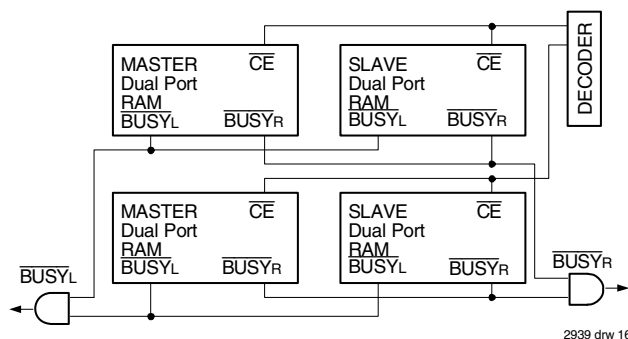 MASTER
Dual Port
RAM
BUSYL
CE
BUSYR
SLAVE
Dual Port
RAM
BUSYL
CE
BUSYR
DECODER
MASTER
Dual Port
RAM
BUSYL
CE
BUSYR
SLAVE
Dual Port
RAM
BUSYL
CE
BUSYR
BUSYL
BUSYR
2939 drw 16